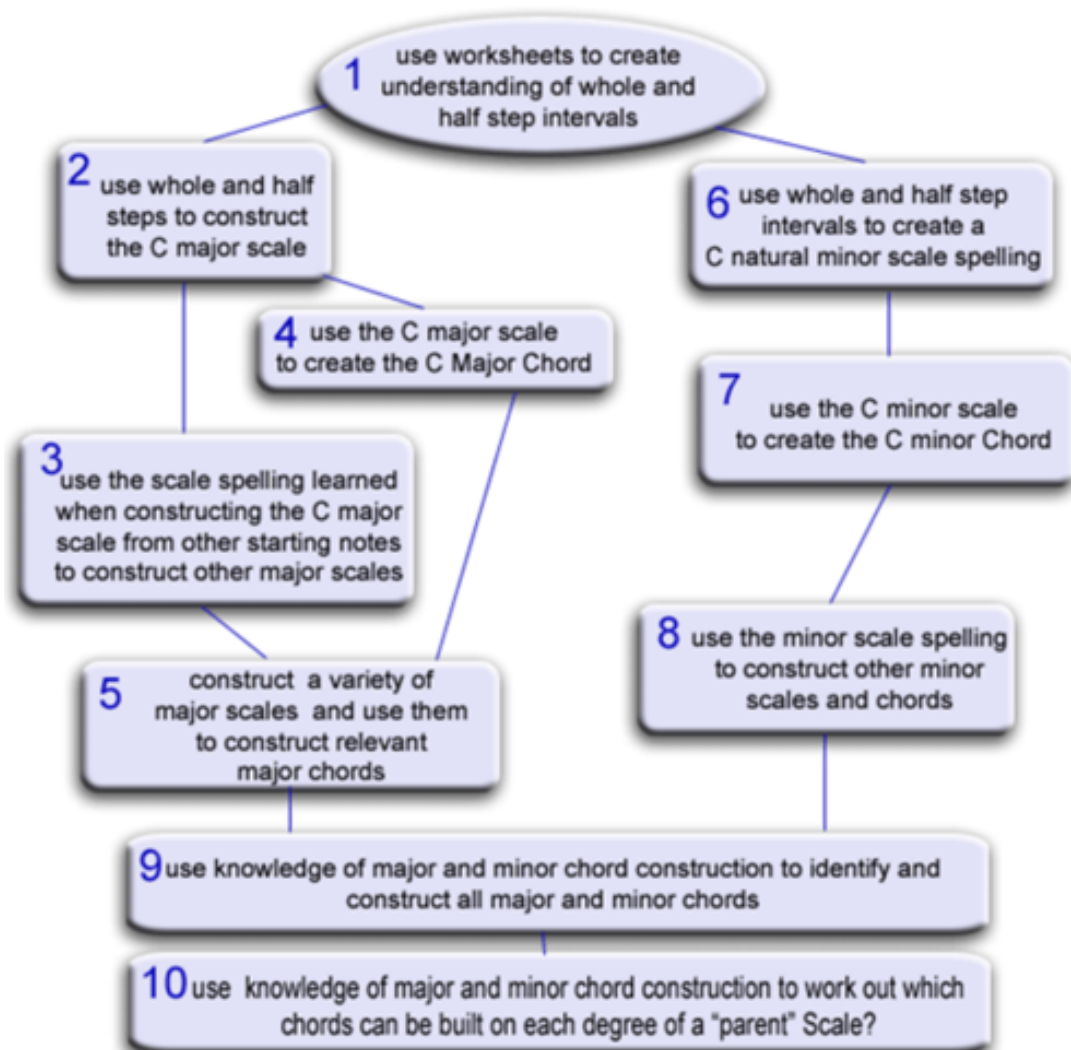 1 use worksheets to create
understanding of whole and
half step intervals
2 use whole and half
steps to construct
the C major scale
3 use the scale spelling learned
when constructing the C major
scale from other starting notes
to construct other major scales
4 use the C major scale
to create the C Major Chord
5 construct a variety of
major scales and use them
to construct relevant
major chords
6 use whole and half step
intervals to create a
C natural minor scale spelling
7 use the C minor scale
to create the C minor Chord
8 use the minor scale spelling
to construct other minor
scales and chords
9 use knowledge of major and minor chord construction to identify and
construct all major and minor chords
10 use knowledge of major and minor chord construction to work out which
chords can be built on each degree of a “parent” Scale?